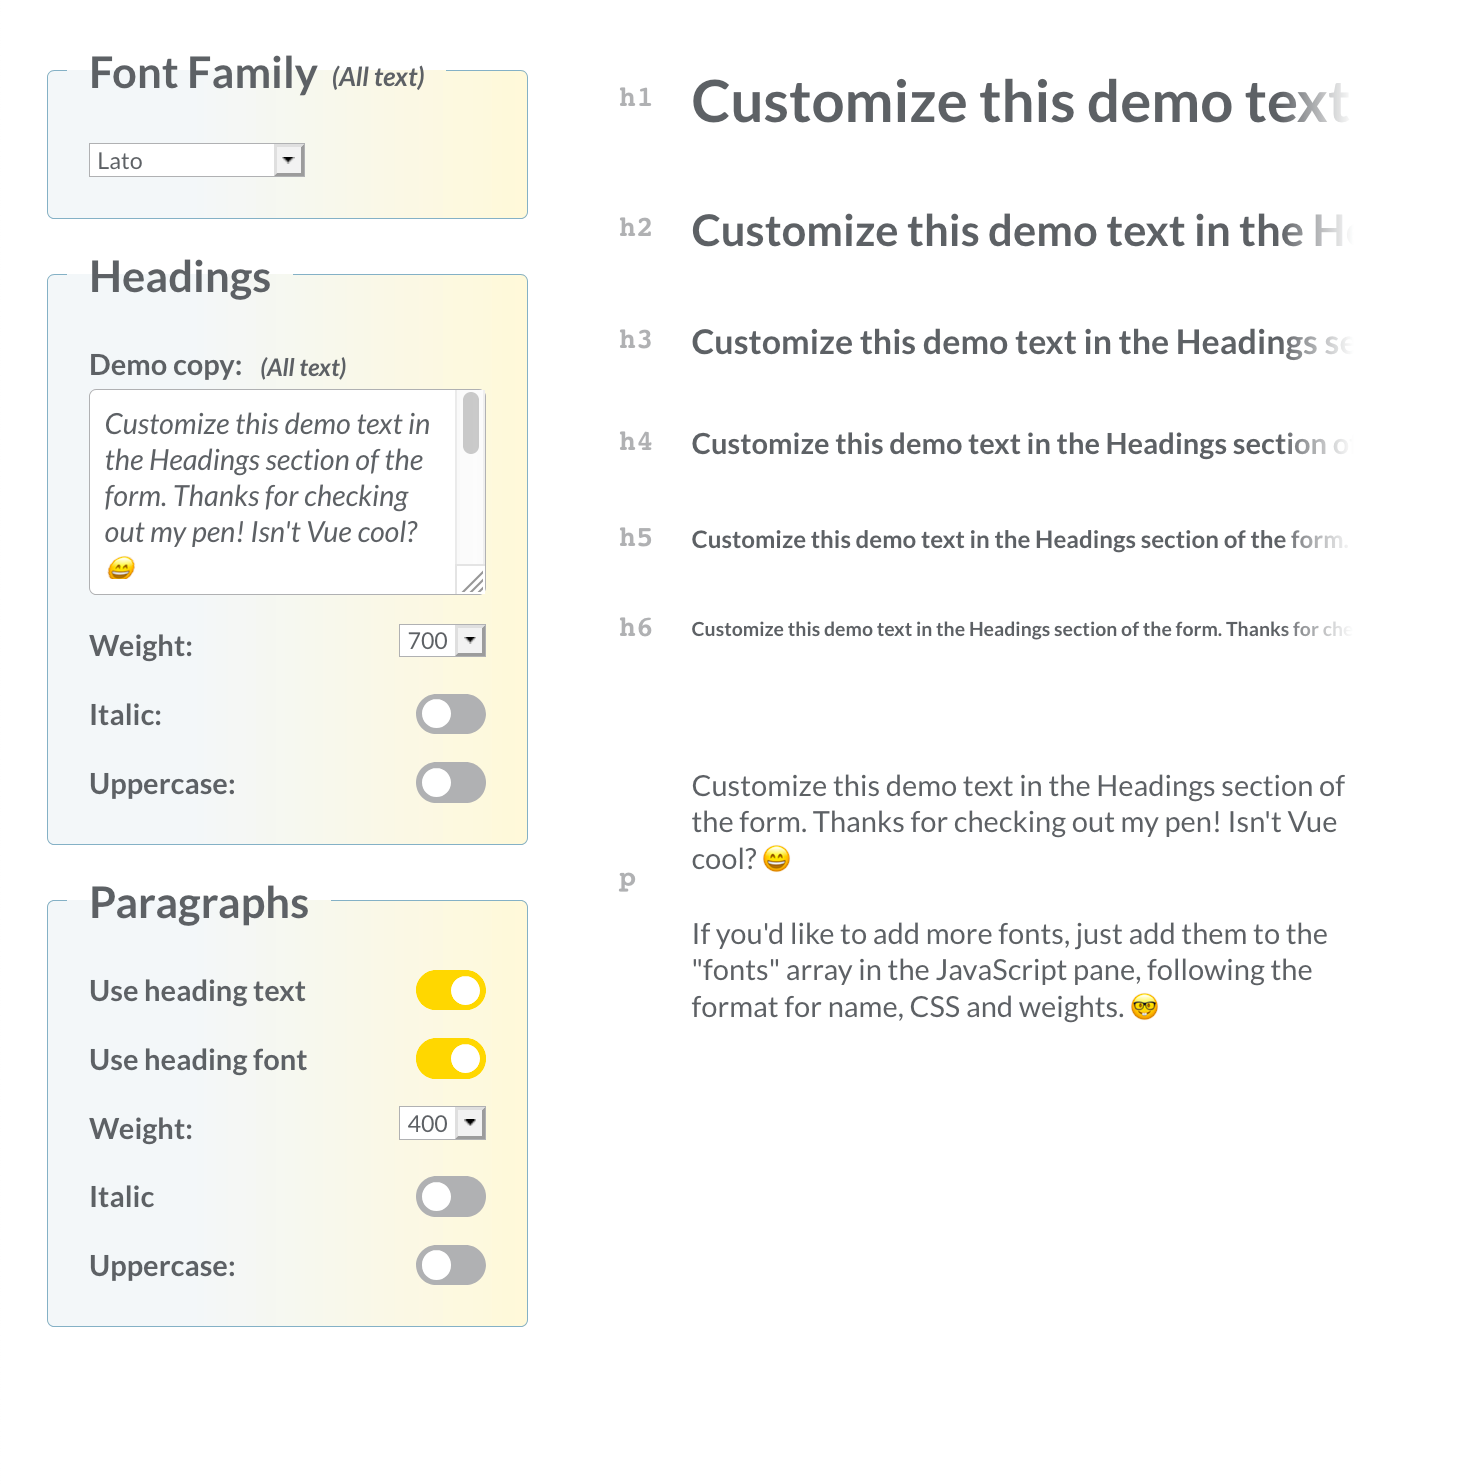 Font Family (All text)
Lato
Headings
Demo copy: (All text)
Customize this demo text in
the Headings section of the
form. Thanks for checking
out my pen! Isn't Vue cool?
😄
Weight: 700
Italic:
Uppercase:
Paragraphs
Use heading text
Use heading font
Weight: 400
Italic
Uppercase:
h1 Customize this demo text
h2 Customize this demo text in the
h3 Customize this demo text in the Headings
h4 Customize this demo text in the Headings section
h5 Customize this demo text in the Headings section of the form.
h6 Customize this demo text in the Headings section of the form. Thanks for
p
Customize this demo text in the Headings section of
the form. Thanks for checking out my pen! Isn't Vue
cool? 😄
If you'd like to add more fonts, just add them to the
"fonts" array in the JavaScript pane, following the
format for name, CSS and weights. 🤓